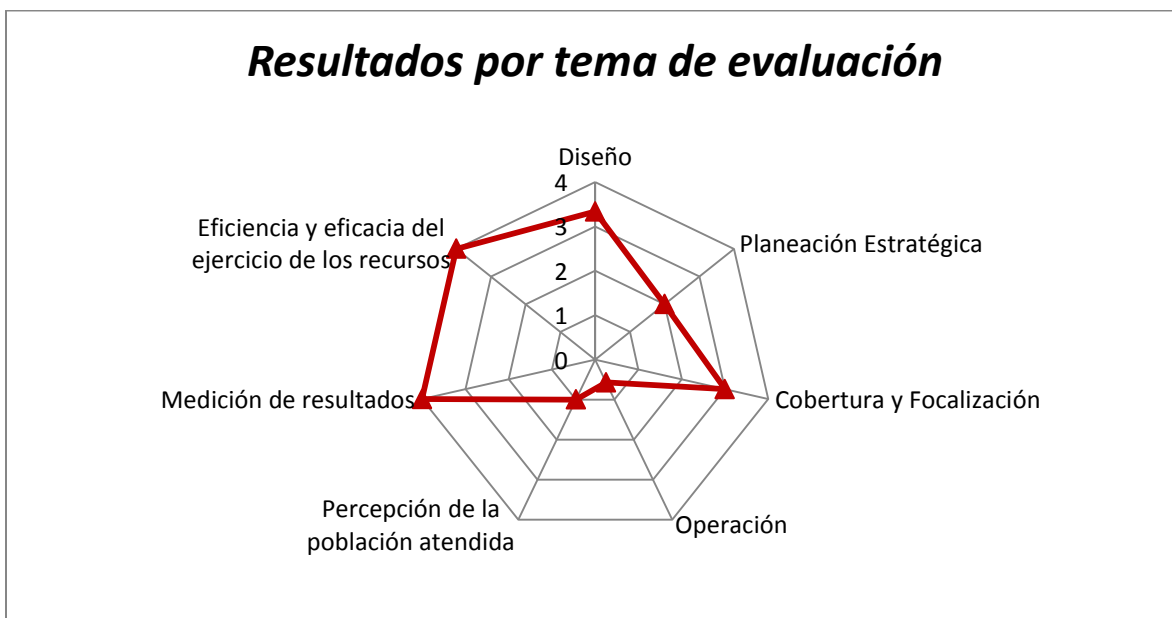 Resultados por tema de evaluación
Diseño
Planeación Estratégica
Cobertura y Focalización
Operación
Percepción de la
población atendida
Medición de resultados
Eficiencia y eficacia del
ejercicio de los recursos
4
3
2
1
0